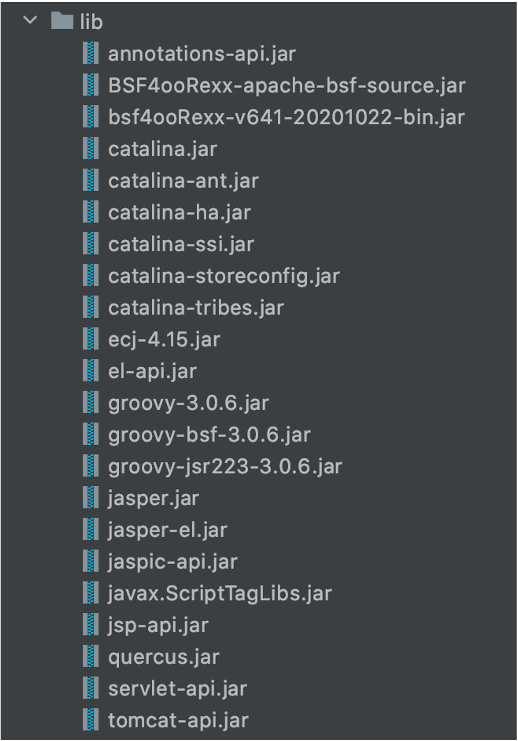 lib
annotations-api.jar
BSF4ooRexx-apache-bsf-source.jar
bsf4ooRexx-v641-20201022-bin.jar
catalina.jar
catalina-ant.jar
catalina-ha.jar
catalina-ssi.jar
catalina-storeconfig.jar
catalina-tribes.jar
ecj-4.15.jar
el-api.jar
groovy-3.0.6.jar
groovy-bsf-3.0.6.jar
groovy-jsr223-3.0.6.jar
jasper.jar
jasper-el.jar
jaspic-api.jar
javax.ScriptTagLibs.jar
jsp-api.jar
quercus.jar
servlet-api.jar
tomcat-api.jar